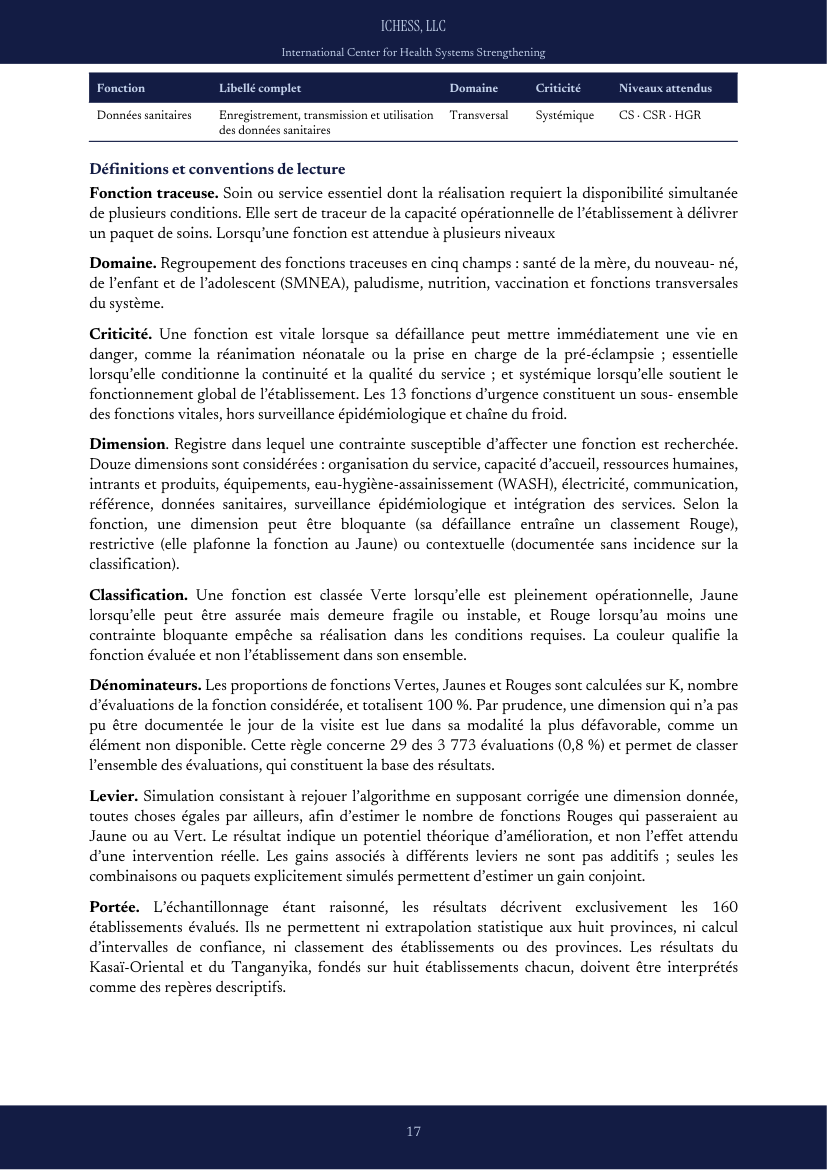 ICHESS, LLC
International Center for Health Systems Strengthening
Fonction Libellé complet Domaine Criticité Niveaux attendus
Données sanitaires Enregistrement, transmission et utilisation Transversal Systémique CS · CSR · HGR
des données sanitaires
Définitions et conventions de lecture
Fonction traceuse. Soin ou service essentiel dont la réalisation requiert la disponibilité simultanée
de plusieurs conditions. Elle sert de traceur de la capacité opérationnelle de l’établissement à délivrer
un paquet de soins. Lorsqu’une fonction est attendue à plusieurs niveaux
Domaine. Regroupement des fonctions traceuses en cinq champs : santé de la mère, du nouveau- né,
de l’enfant et de l’adolescent (SMNEA), paludisme, nutrition, vaccination et fonctions transversales
du système.
Criticité. Une fonction est vitale lorsque sa défaillance peut mettre immédiatement une vie en
danger, comme la réanimation néonatale ou la prise en charge de la pré-éclampsie ; essentielle
lorsqu’elle conditionne la continuité et la qualité du service ; et systémique lorsqu’elle soutient le
fonctionnement global de l’établissement. Les 13 fonctions d’urgence constituent un sous- ensemble
des fonctions vitales, hors surveillance épidémiologique et chaîne du froid.
Dimension. Registre dans lequel une contrainte susceptible d’affecter une fonction est recherchée.
Douze dimensions sont considérées : organisation du service, capacité d’accueil, ressources humaines,
intrants et produits, équipements, eau-hygiène-assainissement (WASH), électricité, communication,
référence, données sanitaires, surveillance épidémiologique et intégration des services. Selon la
fonction, une dimension peut être bloquante (sa défaillance entraîne un classement Rouge),
restrictive (elle plafonne la fonction au Jaune) ou contextuelle (documentée sans incidence sur la
classification).
Classification. Une fonction est classée Verte lorsqu’elle est pleinement opérationnelle, Jaune
lorsqu’elle peut être assurée mais demeure fragile ou instable, et Rouge lorsqu’au moins une
contrainte bloquante empêche sa réalisation dans les conditions requises. La couleur qualifie la
fonction évaluée et non l’établissement dans son ensemble.
Dénominateurs. Les proportions de fonctions Vertes, Jaunes et Rouges sont calculées sur K, nombre
d’évaluations de la fonction considérée, et totalisent 100 %. Par prudence, une dimension qui n’a pas
pu être documentée le jour de la visite est lue dans sa modalité la plus défavorable, comme un
élément non disponible. Cette règle concerne 29 des 3 773 évaluations (0,8 %) et permet de classer
l’ensemble des évaluations, qui constituent la base des résultats.
Levier. Simulation consistant à rejouer l’algorithme en supposant corrigée une dimension donnée,
toutes choses égales par ailleurs, afin d’estimer le nombre de fonctions Rouges qui passeraient au
Jaune ou au Vert. Le résultat indique un potentiel théorique d’amélioration, et non l’effet attendu
d’une intervention réelle. Les gains associés à différents leviers ne sont pas additifs ; seules les
combinaisons ou paquets explicitement simulés permettent d’estimer un gain conjoint.
Portée. L’échantillonnage étant raisonné, les résultats décrivent exclusivement les 160
établissements évalués. Ils ne permettent ni extrapolation statistique aux huit provinces, ni calcul
d’intervalles de confiance, ni classement des établissements ou des provinces. Les résultats du
Kasaï-Oriental et du Tanganyika, fondés sur huit établissements chacun, doivent être interprétés
comme des repères descriptifs.
17